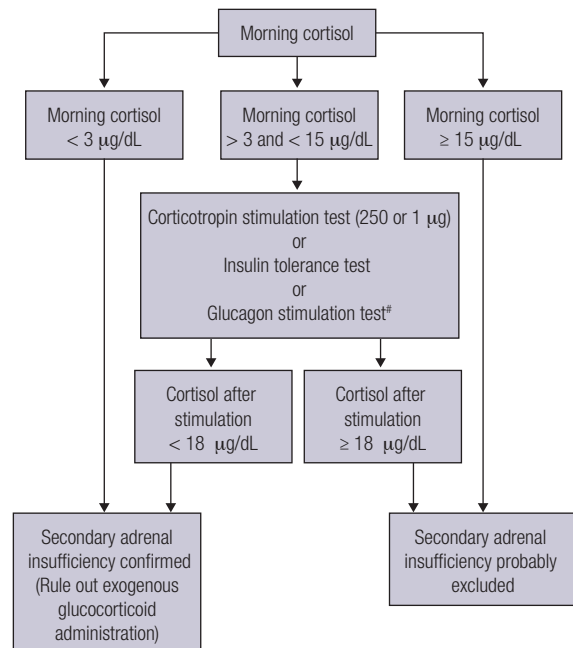 Morning cortisol
Morning cortisol
< 3 μg/dL
Morning cortisol
> 3 and < 15 μg/dL
Morning cortisol
≥ 15 μg/dL
Corticotropin stimulation test (250 or 1 μg)
or
Insulin tolerance test
or
Glucagon stimulation test#
Cortisol after
stimulation
< 18 μg/dL
Cortisol after
stimulation
≥ 18 μg/dL
Secondary adrenal
insufficiency confirmed
(Rule out exogenous
glucocorticoid
administration)
Secondary adrenal
insufficiency probably
excluded